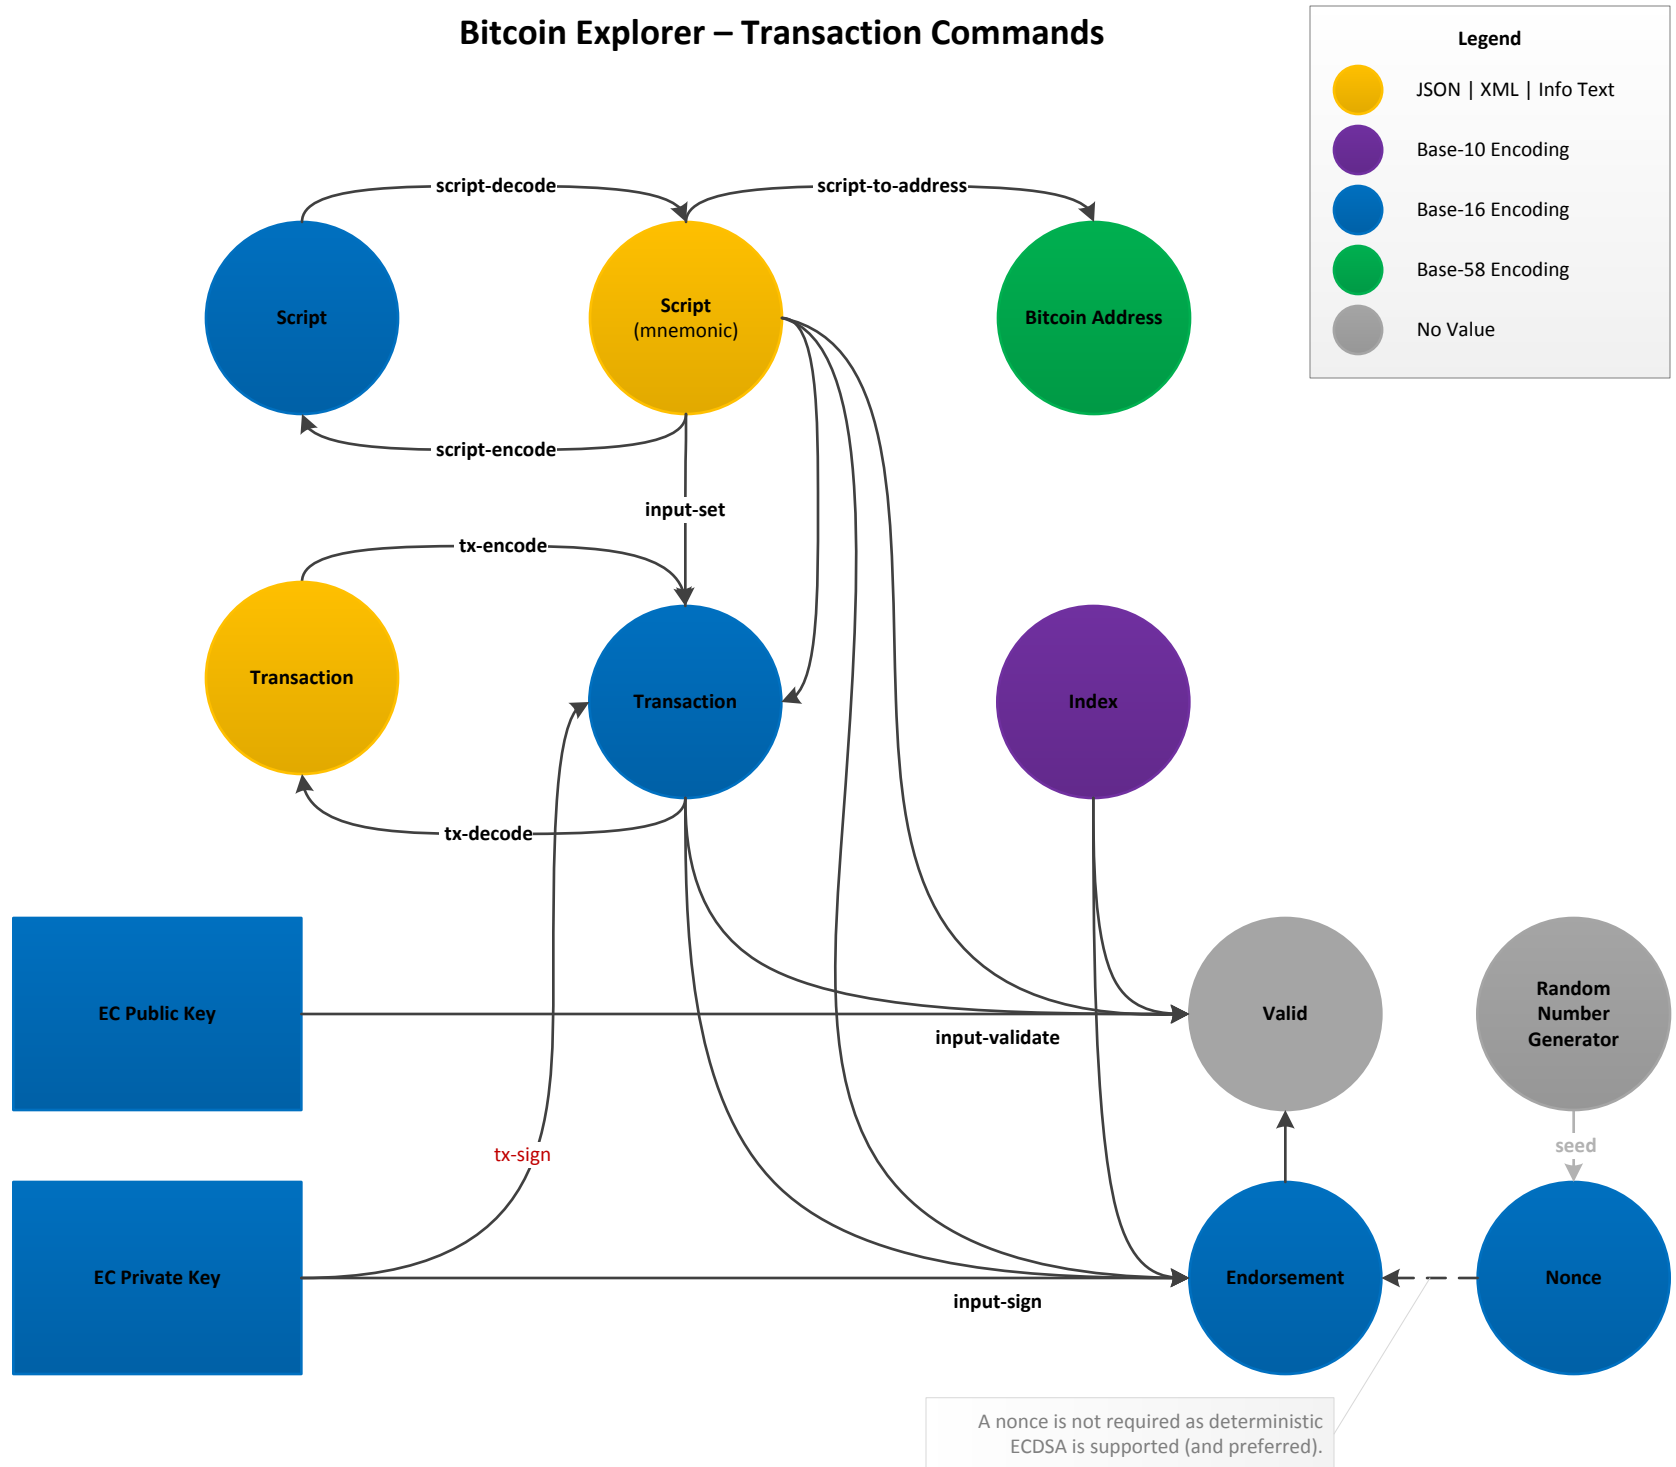 Bitcoin Explorer – Transaction Commands
Legend
JSON | XML | Info Text
Base-10 Encoding
Base-16 Encoding
Base-58 Encoding
No Value
script-decode
script-to-address
Script
Script
(mnemonic)
Bitcoin Address
script-encode
input-set
tx-encode
Transaction
Transaction
Index
tx-decode
EC Public Key
Valid
Random
Number
Generator
input-validate
tx-sign
seed
EC Private Key
Endorsement
Nonce
input-sign
A nonce is not required as deterministic
ECDSA is supported (and preferred).